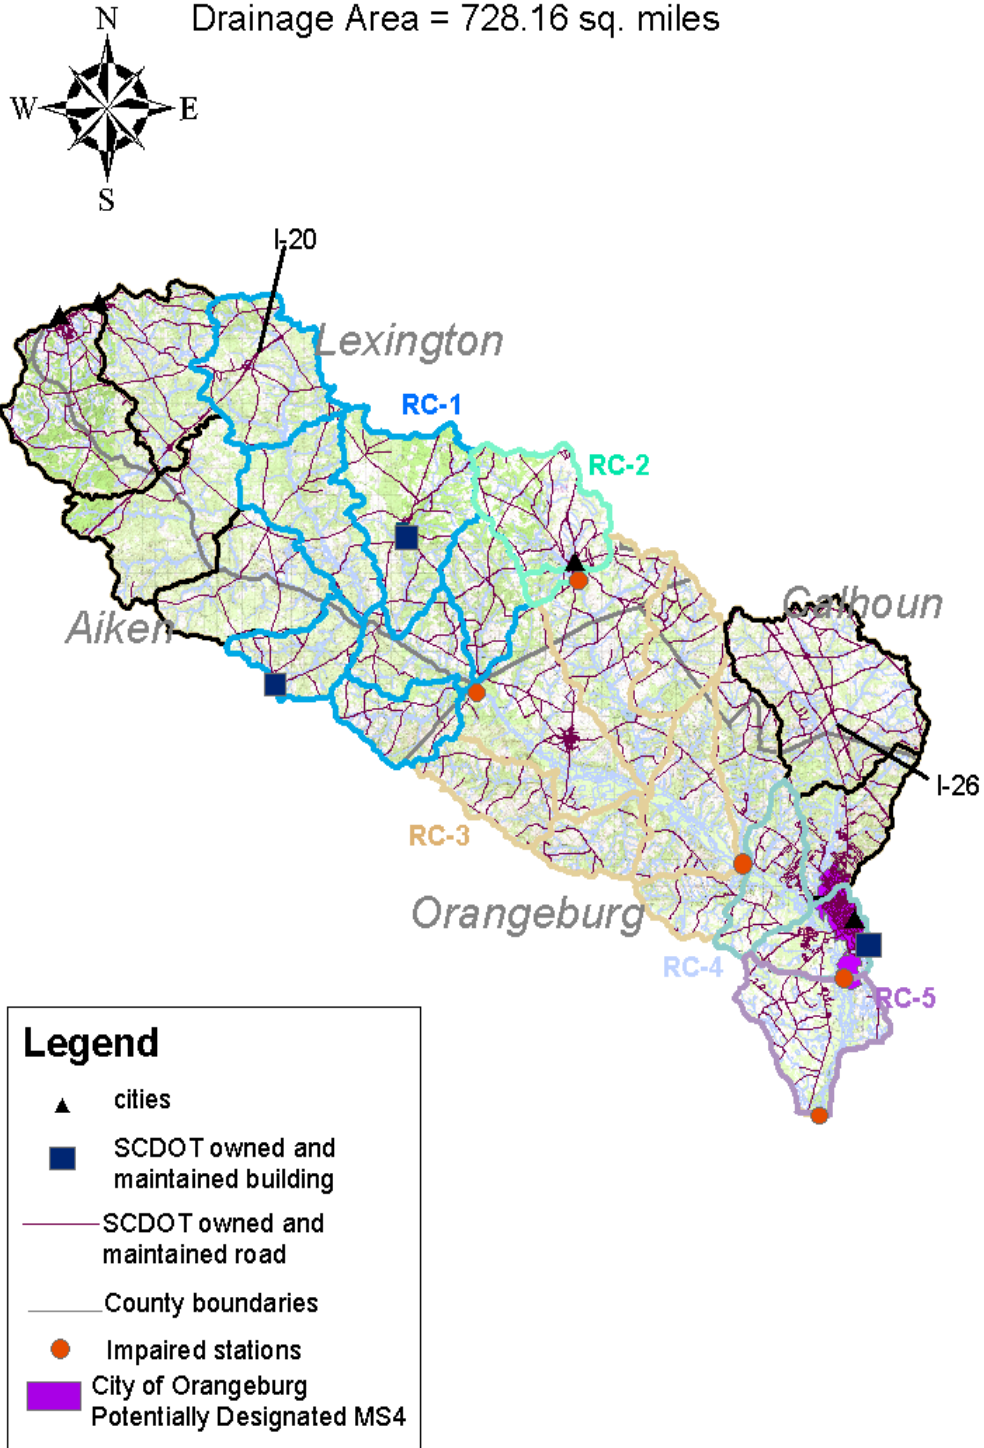 Drainage Area = 728.16 sq. miles
N
W E
S
I-20
Lexington
RC-1
RC-2
Calhoun
Aiken
I-26
RC-3
Orangeburg
RC-4
RC-5
Legend
cities
SCDOT owned and
maintained building
SCDOT owned and
maintained road
County boundaries
Impaired stations
City of Orangeburg
Potentially Designated MS4